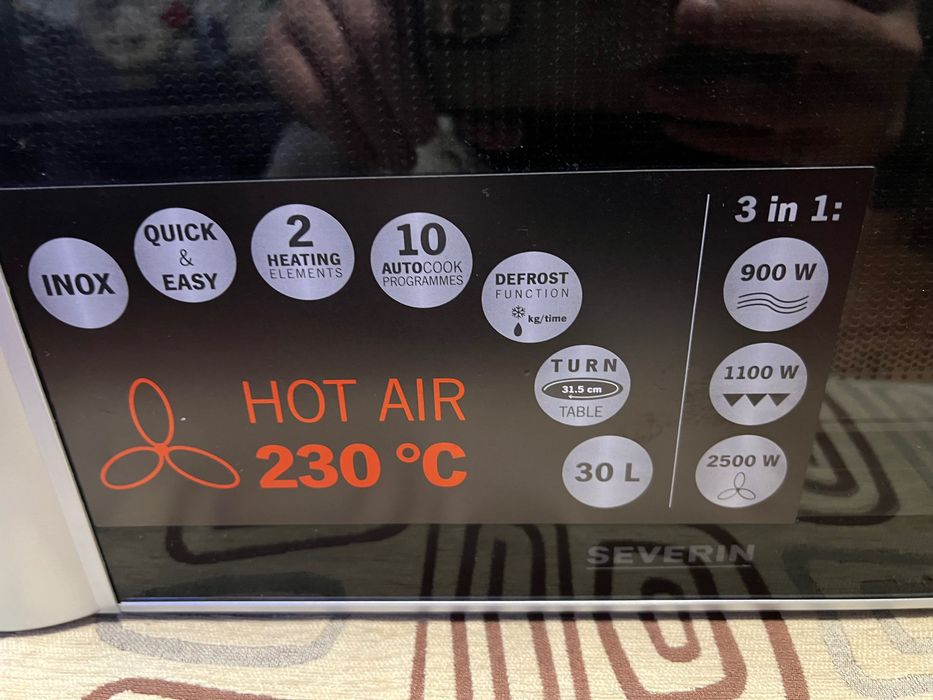 INOX
QUICK
&
EASY
2
HEATING
ELEMENTS
10
AUTOCOOK
PROGRAMMES
DEFROST
FUNCTION
kg/time
TURN
31.5 cm
TABLE
30 L
HOT AIR
230 °C
3 in 1:
900 W
1100 W
2500 W
SEVERIN